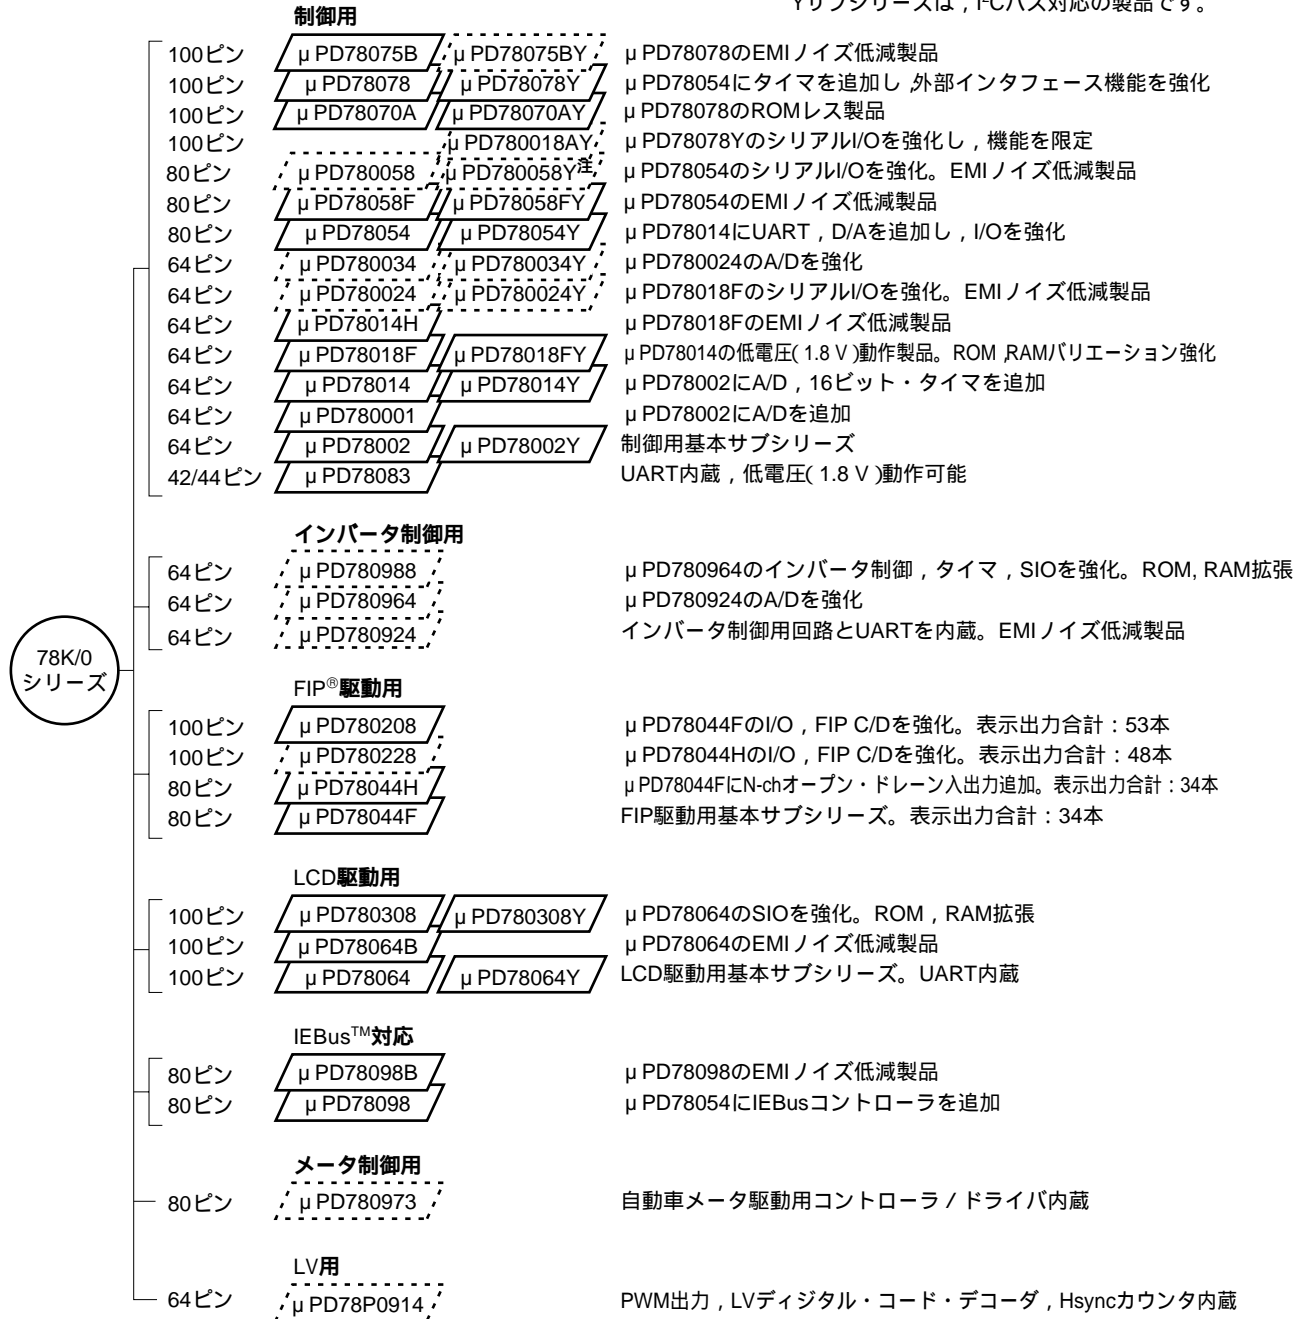 Yサブシリーズは，I²Cバス対応の製品です。
制御用
100ピン μPD78075B μPD78075BY μPD78078のEMIノイズ低減製品
100ピン μPD78078 μPD78078Y μPD78054にタイマを追加し，外部インタフェース機能を強化
100ピン μPD78070A μPD78070AY μPD78078のROMレス製品
100ピン μPD780018AY μPD78078YのシリアルI/Oを強化し，機能を限定
80ピン μPD780058 μPD780058Y注 μPD78054のシリアルI/Oを強化。EMIノイズ低減製品
80ピン μPD78058F μPD78058FY μPD78054のEMIノイズ低減製品
80ピン μPD78054 μPD78054Y μPD78014にUART，D/Aを追加し，I/Oを強化
64ピン μPD780034 μPD780034Y μPD780024のA/Dを強化
64ピン μPD780024 μPD780024Y μPD78018FのシリアルI/Oを強化。EMIノイズ低減製品
64ピン μPD78014H μPD78018FのEMIノイズ低減製品
64ピン μPD78018F μPD78018FY μPD78014の低電圧(1.8 V)動作製品。ROM，RAMバリエーション強化
64ピン μPD78014 μPD78014Y μPD78002にA/D，16ビット・タイマを追加
64ピン μPD780001 μPD78002にA/Dを追加
64ピン μPD78002 μPD78002Y 制御用基本サブシリーズ
42/44ピン μPD78083 UART内蔵，低電圧(1.8 V)動作可能
インバータ制御用
64ピン μPD780988 μPD780964のインバータ制御，タイマ，SIOを強化。ROM, RAM拡張
64ピン μPD780964 μPD780924のA/Dを強化
64ピン μPD780924 インバータ制御用回路とUARTを内蔵。EMIノイズ低減製品
78K/0
シリーズ
FIP®駆動用
100ピン μPD780208 μPD78044FのI/O，FIP C/Dを強化。表示出力合計：53本
100ピン μPD780228 μPD78044HのI/O，FIP C/Dを強化。表示出力合計：48本
80ピン μPD78044H μPD78044FにN-chオープン・ドレーン入出力追加。表示出力合計：34本
80ピン μPD78044F FIP駆動用基本サブシリーズ。表示出力合計：34本
LCD駆動用
100ピン μPD780308 μPD780308Y μPD78064のSIOを強化。ROM，RAM拡張
100ピン μPD78064B μPD78064のEMIノイズ低減製品
100ピン μPD78064 μPD78064Y LCD駆動用基本サブシリーズ。UART内蔵
IEBus™対応
80ピン μPD78098B μPD78098のEMIノイズ低減製品
80ピン μPD78098 μPD78054にIEBusコントローラを追加
メータ制御用
80ピン μPD780973 自動車メータ駆動用コントローラ／ドライバ内蔵
LV用
64ピン μPD78P0914 PWM出力，LVディジタル・コード・デコーダ，Hsyncカウンタ内蔵